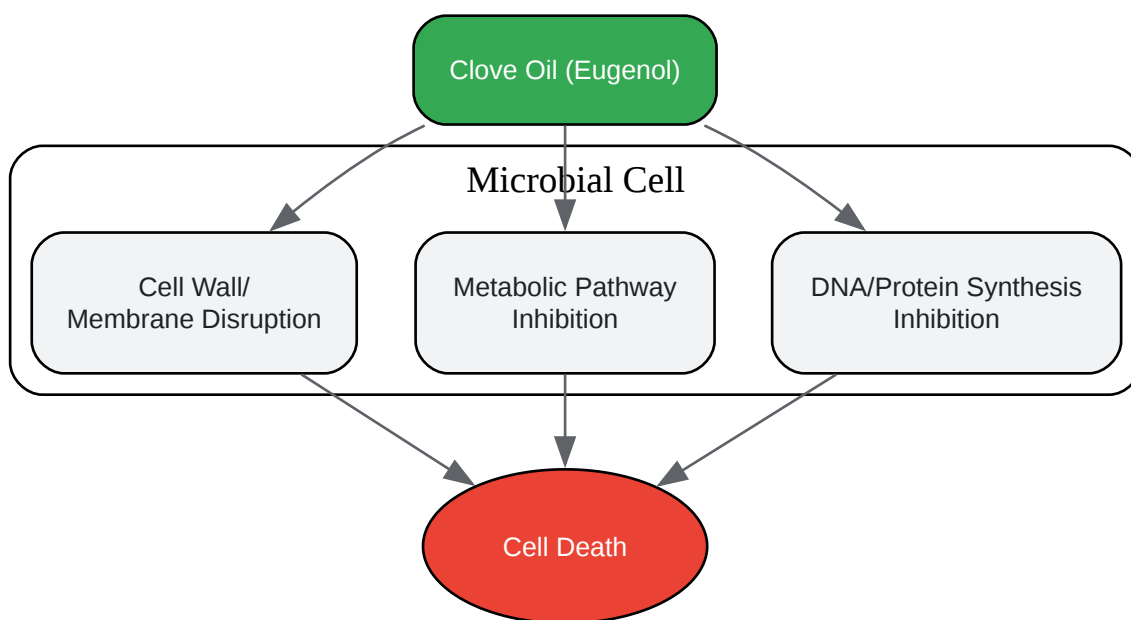 Clove Oil (Eugenol)
Microbial Cell
Cell Wall/
Membrane Disruption
Metabolic Pathway
Inhibition
DNA/Protein Synthesis
Inhibition
Cell Death